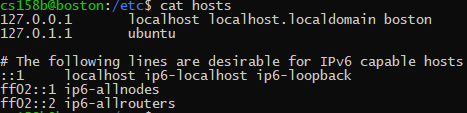 cs158b@boston:/etc$ cat hosts
127.0.0.1 localhost localhost.localdomain boston
127.0.1.1 ubuntu
# The following lines are desirable for IPv6 capable hosts
::1 localhost ip6-localhost ip6-loopback
ff02::1 ip6-allnodes
ff02::2 ip6-allrouters